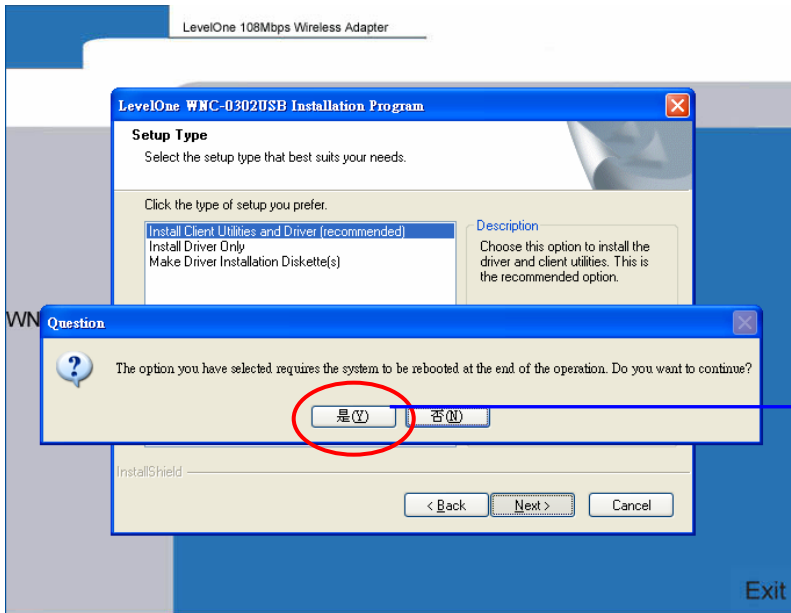 LevelOne 108Mbps Wireless Adapter
LevelOne WNC-0302USB Installation Program
Setup Type
Select the setup type that best suits your needs.
Click the type of setup you prefer.
Install Client Utilities and Driver (recommended)
Install Driver Only
Make Driver Installation Diskette(s)
Description
Choose this option to install the
driver and client utilities. This is
the recommended option.
WN
Question
The option you have selected requires the system to be rebooted at the end of the operation. Do you want to continue?
是(Y)
否(N)
InstallShield
< Back
Next >
Cancel
Exit